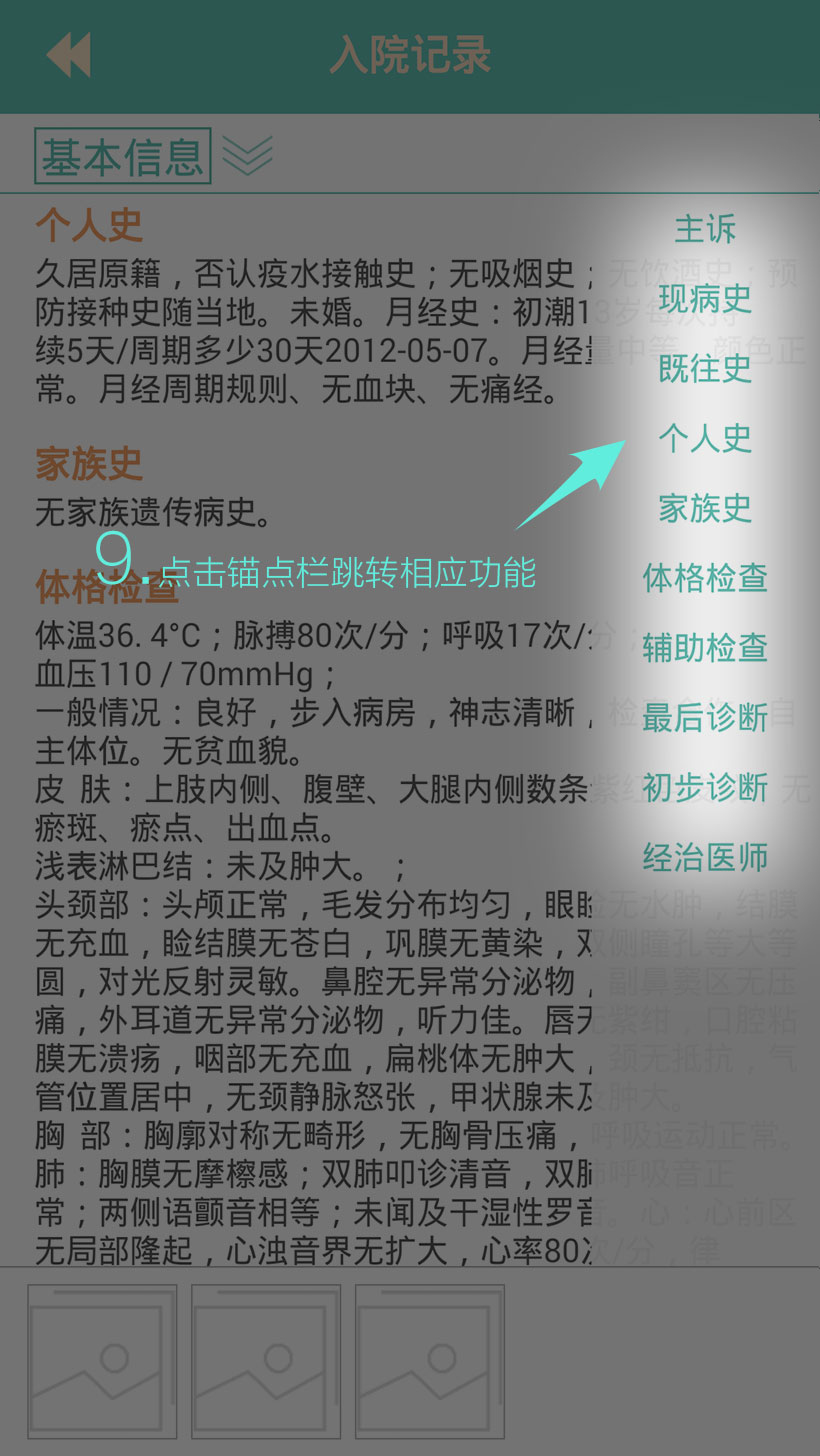 入院记录
基本信息
个人史
久居原籍，否认疫水接触史；无吸烟史；无饮酒史；预
防接种史随当地。未婚。月经史：初潮13岁每次持
续5天/周期多少30天2012-05-07。月经量中等，颜色正
常。月经周期规则、无血块、无痛经。
家族史
无家族遗传病史。
9.点击锚点栏跳转相应功能
体格检查
体温36.4°C；脉搏80次/分；呼吸17次/分；
血压110 / 70mmHg；
一般情况：良好，步入病房，神志清晰，检查合作，自
主体位。无贫血貌。
皮 肤：上肢内侧、腹壁、大腿内侧数条紫红
无
瘀斑、瘀点、出血点。
浅表淋巴结：未及肿大。；
头颈部：头颅正常，毛发分布均匀，眼睑无水肿，结膜
无充血，睑结膜无苍白，巩膜无黄染，双侧瞳孔等大等
圆，对光反射灵敏。鼻腔无异常分泌物，副鼻窦区无压
痛，外耳道无异常分泌物，听力佳。唇无紫绀，口腔粘
膜无溃疡，咽部无充血，扁桃体无肿大，颈无抵抗，气
管位置居中，无颈静脉怒张，甲状腺未及肿大。
胸 部：胸廓对称无畸形，无胸骨压痛，呼吸运动正常。
肺：胸膜无摩檫感；双肺叩诊清音，双肺呼吸音正
常；两侧语颤音相等；未闻及干湿性罗音。心：心前区
无局部隆起，心浊音界无扩大，心率80次/分，律
主诉
现病史
既往史
个人史
家族史
体格检查
辅助检查
最后诊断
初步诊断
经治医师